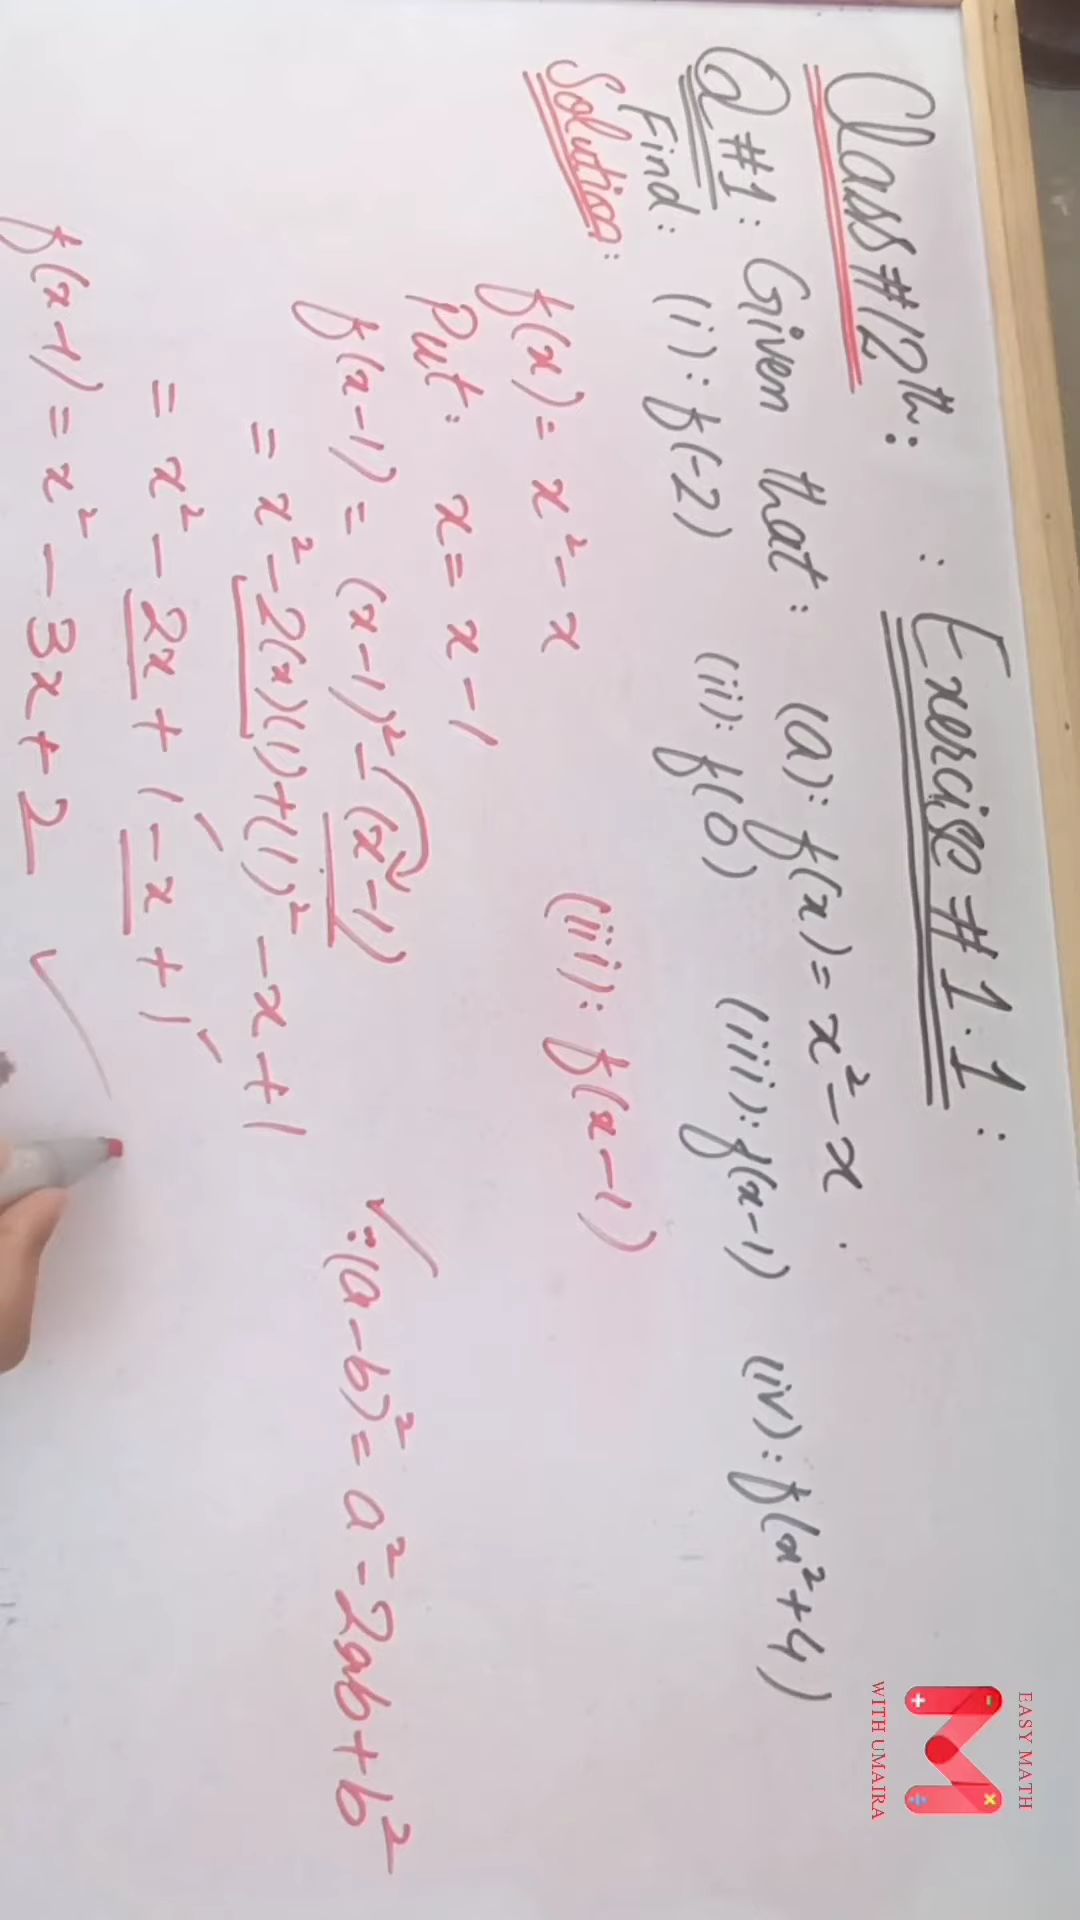 Class #12th: : Exercise # 1.1:
Q #1: Given that: (a): f(x) = x² - x.
Find: (i): f(-2) (ii): f(0) (iii): f(x-1) (iv): f(x²+4)
Solution: (iii): f(x-1)
f(x) = x² - x
Put: x = x - 1
f(x-1) = (x-1)² - (x-1) ∵ (a-b)² = a² - 2ab + b²
= x² - 2(x)(1) + (1)² - x + 1
= x² - 2x + 1 - x + 1
f(x-1) = x² - 3x + 2
EASY MATH
WITH UMAIRA